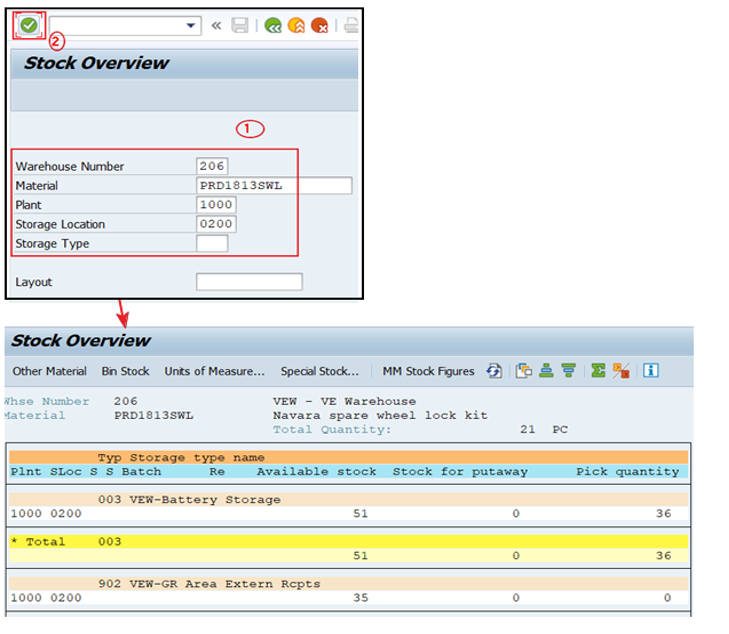 2
Stock Overview
1
Warehouse Number 206
Material PRD1813SWL
Plant 1000
Storage Location 0200
Storage Type
Layout
Stock Overview
Other Material Bin Stock Units of Measure... Special Stock... MM Stock Figures
Whse Number 206 VEW - VE Warehouse
Material PRD1813SWL Navara spare wheel lock kit
Total Quantity: 21 PC
Typ Storage type name
Plnt SLoc S S Batch Re Available stock Stock for putaway Pick quantity
003 VEW-Battery Storage
1000 0200 51 0 36
* Total 003
51 0 36
902 VEW-GR Area Extern Rcpts
1000 0200 35 0 0